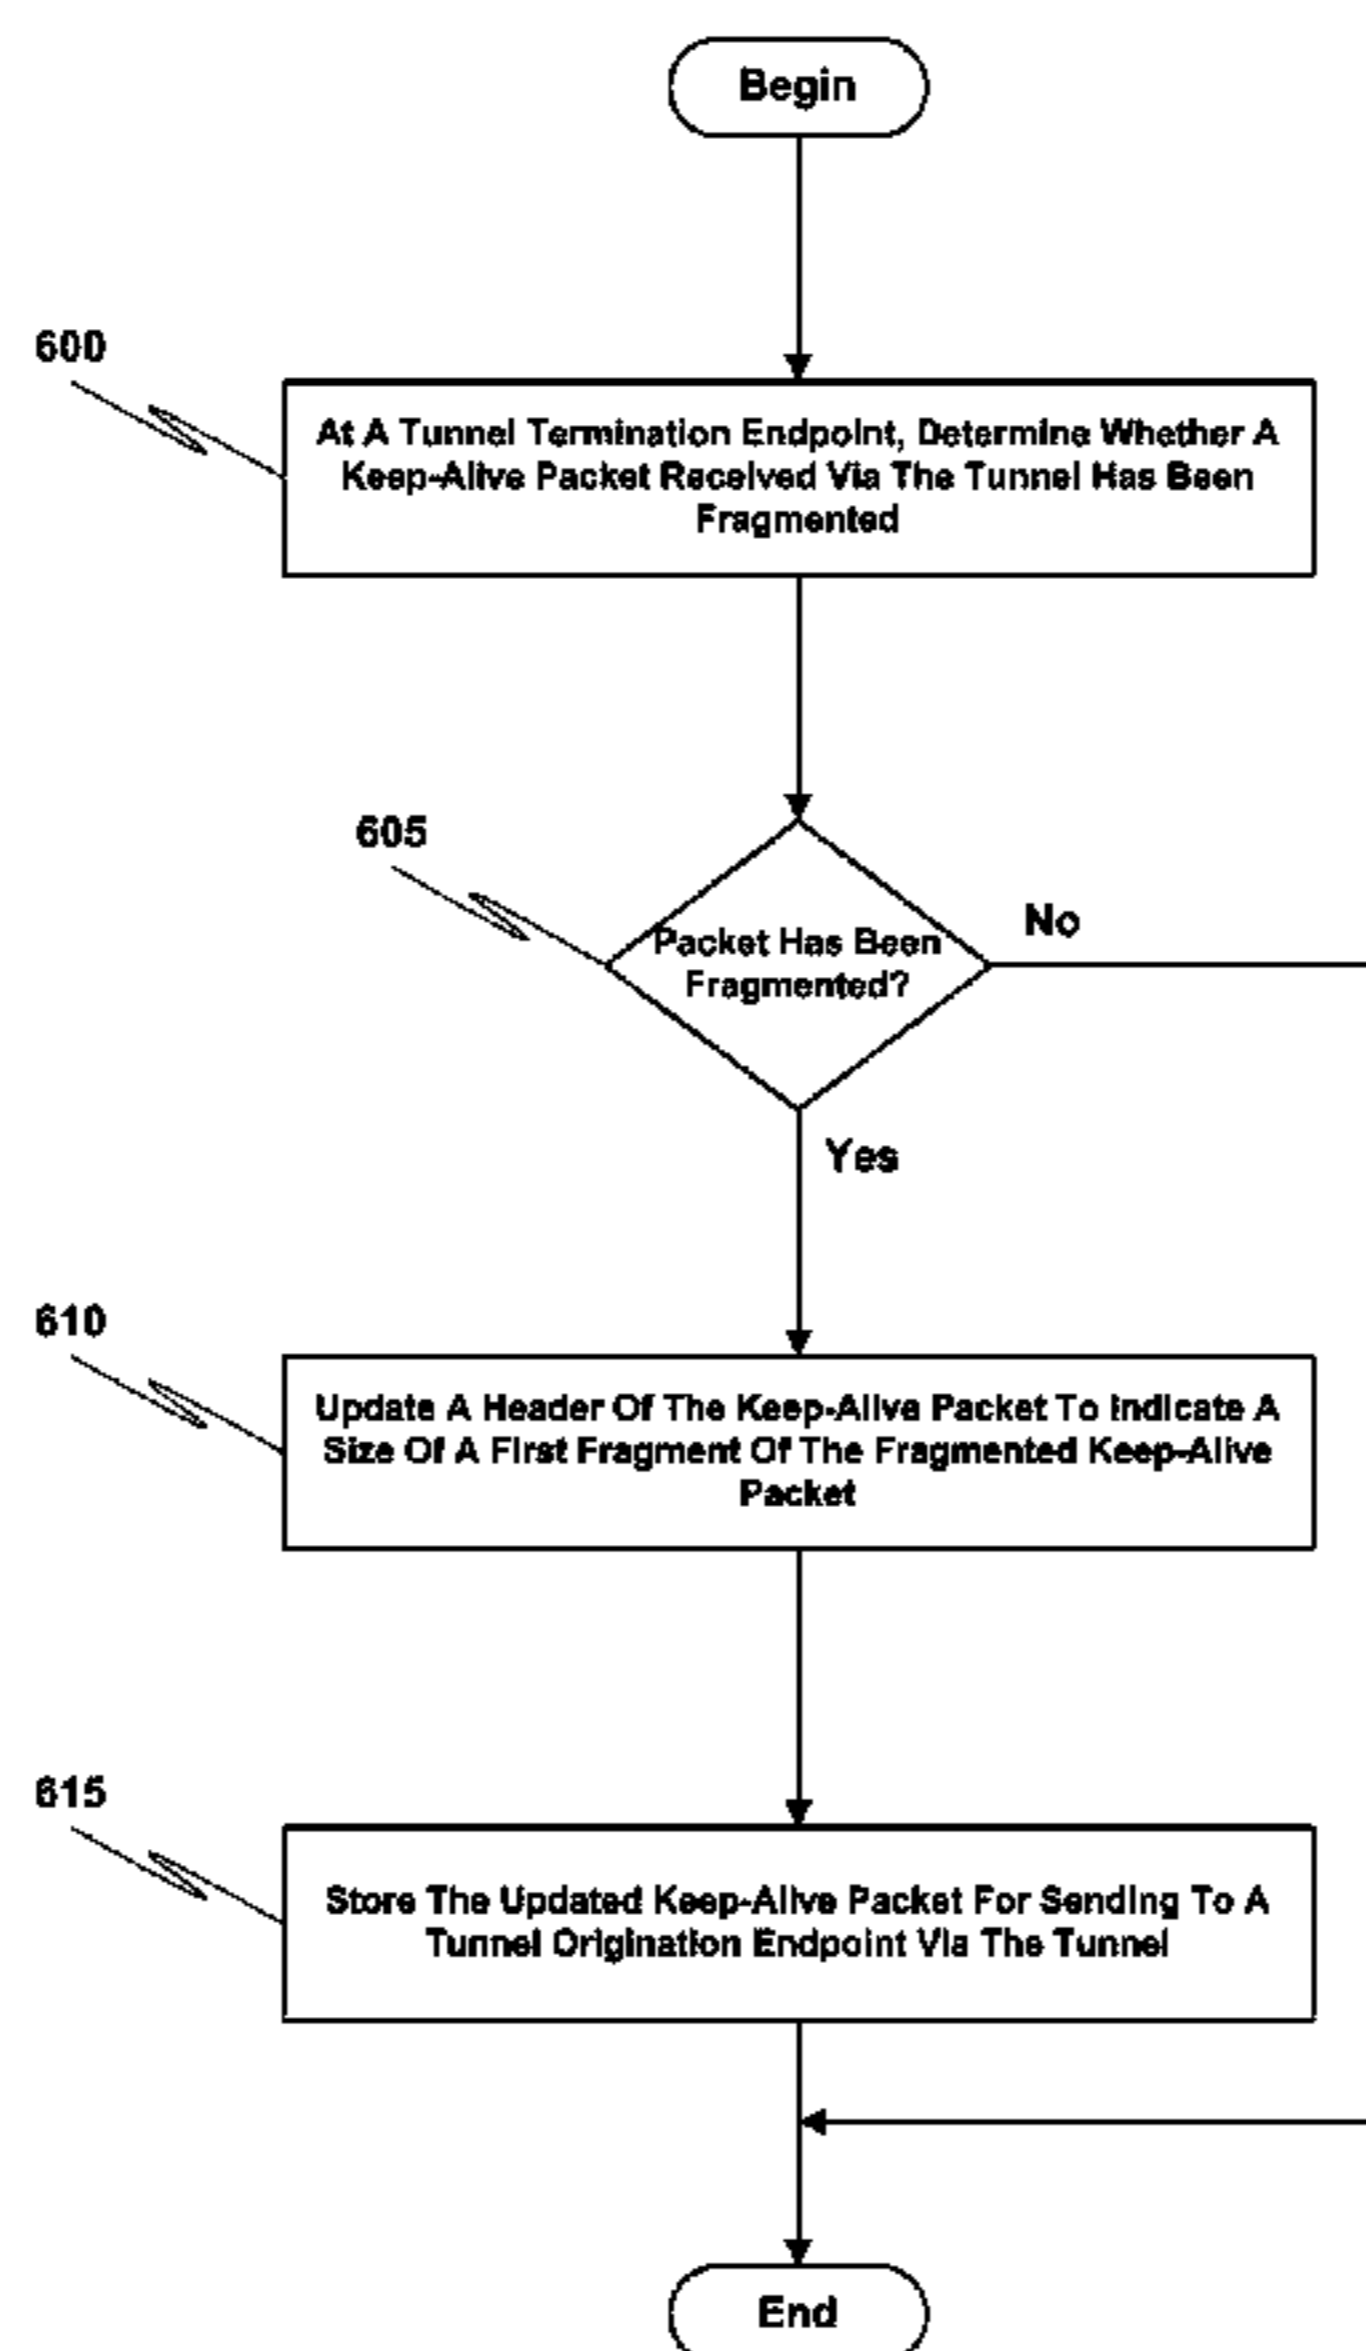 Begin
600
At A Tunnel Termination Endpoint, Determine Whether A
Keep-Alive Packet Received Via The Tunnel Has Been
Fragmented
605
Packet Has Been
Fragmented?
No
Yes
610
Update A Header Of The Keep-Alive Packet To Indicate A
Size Of A First Fragment Of The Fragmented Keep-Alive
Packet
615
Store The Updated Keep-Alive Packet For Sending To A
Tunnel Origination Endpoint Via The Tunnel
End